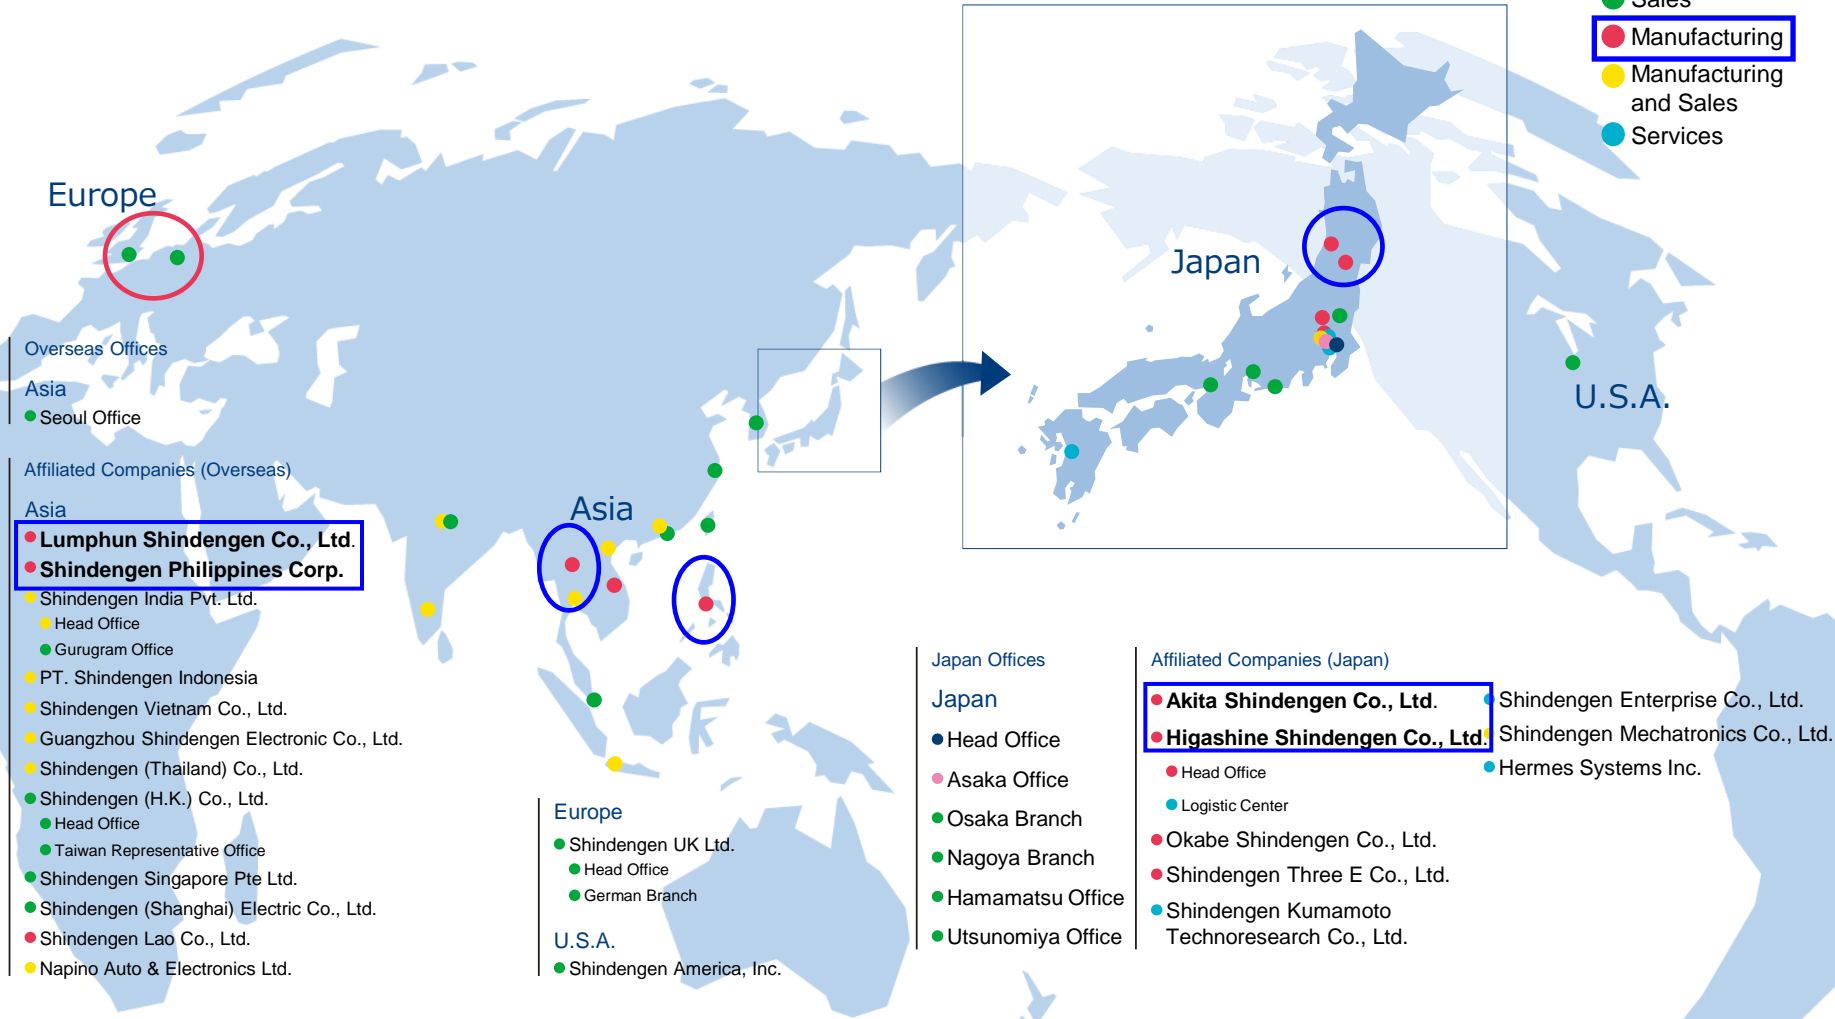 Sales
Manufacturing
Manufacturing
and Sales
Services
Europe
Japan
U.S.A.
Asia
Overseas Offices
Asia
Seoul Office
Affiliated Companies (Overseas)
Asia
Lumphun Shindengen Co., Ltd.
Shindengen Philippines Corp.
Shindengen India Pvt. Ltd.
Head Office
Gurugram Office
PT. Shindengen Indonesia
Shindengen Vietnam Co., Ltd.
Guangzhou Shindengen Electronic Co., Ltd.
Shindengen (Thailand) Co., Ltd.
Shindengen (H.K.) Co., Ltd.
Head Office
Taiwan Representative Office
Shindengen Singapore Pte Ltd.
Shindengen (Shanghai) Electric Co., Ltd.
Shindengen Lao Co., Ltd.
Napino Auto & Electronics Ltd.
Europe
Shindengen UK Ltd.
Head Office
German Branch
U.S.A.
Shindengen America, Inc.
Japan Offices
Japan
Head Office
Asaka Office
Osaka Branch
Nagoya Branch
Hamamatsu Office
Utsunomiya Office
Affiliated Companies (Japan)
Akita Shindengen Co., Ltd.
Higashine Shindengen Co., Ltd.
Head Office
Logistic Center
Okabe Shindengen Co., Ltd.
Shindengen Three E Co., Ltd.
Shindengen Kumamoto
Technoresearch Co., Ltd.
Shindengen Enterprise Co., Ltd.
Shindengen Mechatronics Co., Ltd.
Hermes Systems Inc.